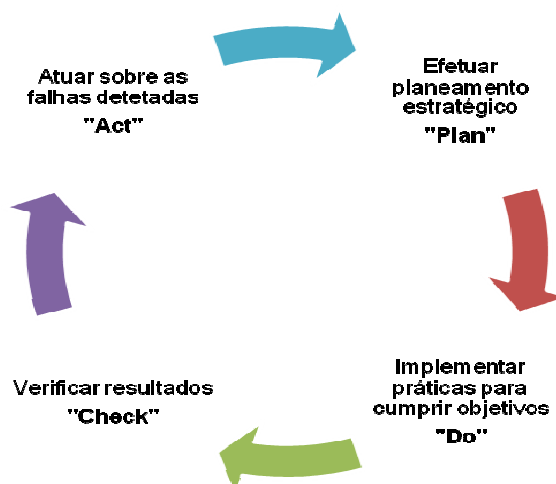 Atuar sobre as
falhas detetadas
"Act"
Efetuar
planeamento
estratégico
"Plan"
Implementar
práticas para
cumprir objetivos
"Do"
Verificar resultados
"Check"